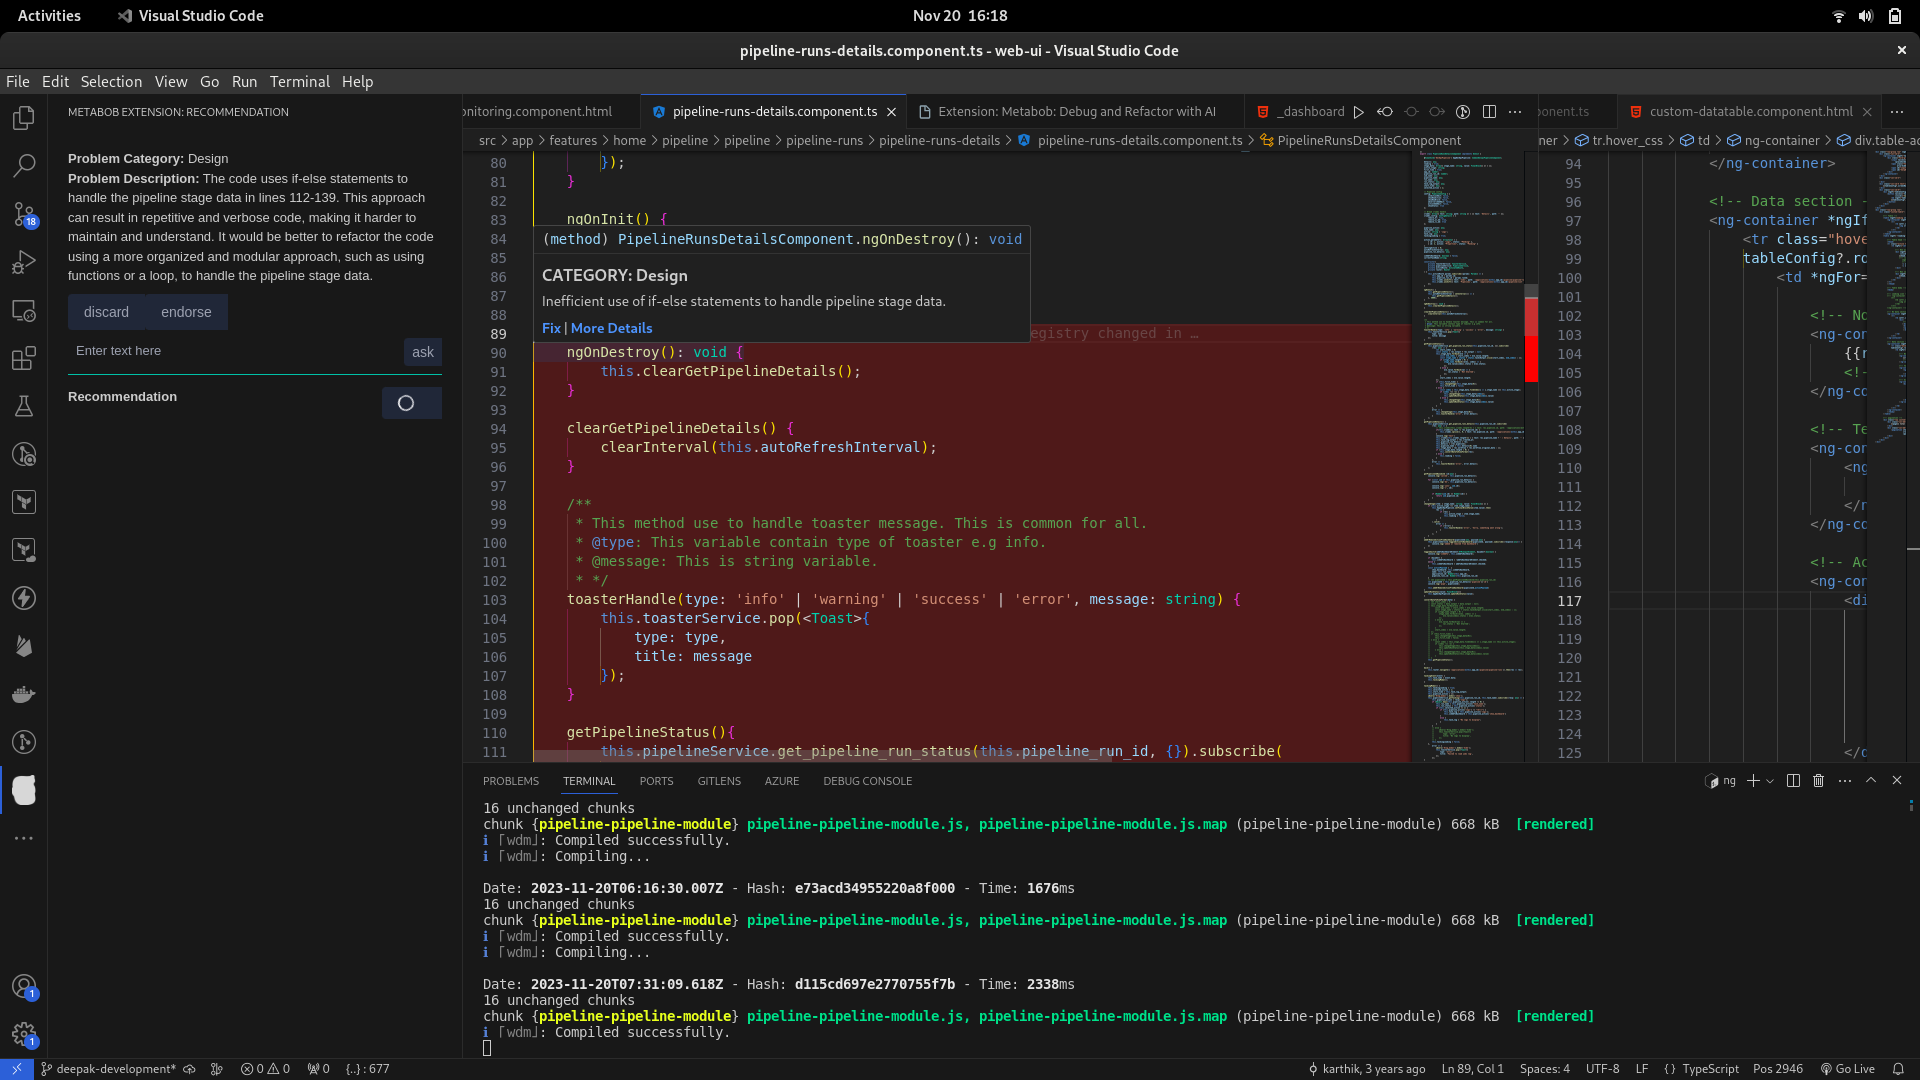 Activities
Visual Studio Code
Nov 20 16:18
pipeline-runs-details.component.ts - web-ui - Visual Studio Code
File Edit Selection View Go Run Terminal Help
METABOB EXTENSION: RECOMMENDATION
Problem Category: Design
Problem Description: The code uses if-else statements to
handle the pipeline stage data in lines 112-139. This approach
can result in repetitive and verbose code, making it harder to
maintain and understand. It would be better to refactor the code
using a more organized and modular approach, such as using
functions or a loop, to handle the pipeline stage data.
discard endorse
Enter text here
ask
Recommendation
18
1
1
onitoring.component.html
pipeline-runs-details.component.ts
Extension: Metabob: Debug and Refactor with AI
_dashboard
src > app > features > home > pipeline > pipeline > pipeline-runs > pipeline-runs-details > pipeline-runs-details.component.ts > PipelineRunsDetailsComponent
80 });
81 }
82
83 ngOnInit() {
84
85
86
87
88
(method) PipelineRunsDetailsComponent.ngOnDestroy(): void
CATEGORY: Design
Inefficient use of if-else statements to handle pipeline stage data.
Fix | More Details
89 egistry changed in …
90 ngOnDestroy(): void {
91 this.clearGetPipelineDetails();
92 }
93
94 clearGetPipelineDetails() {
95 clearInterval(this.autoRefreshInterval);
96 }
97
98 /**
99 * This method use to handle toaster message. This is common for all.
100 * @type: This variable contain type of toaster e.g info.
101 * @message: This is string variable.
102 * */
103 toasterHandle(type: 'info' | 'warning' | 'success' | 'error', message: string) {
104 this.toasterService.pop(<Toast>{
105 type: type,
106 title: message
107 });
108 }
109
110 getPipelineStatus(){
111 this.pipelineService.get_pipeline_run_status(this.pipeline_run_id, {}).subscribe(
ponent.ts
custom-datatable.component.html
ner > tr.hover_css > td > ng-container > div.table-ac
94 </ng-container>
95
96 <!-- Data section -
97 <ng-container *ngIf
98 <tr class="hove
99 tableConfig?.ro
100 <td *ngFor=
101
102 <!-- No
103 <ng-con
104 {{r
105 <!-
106 </ng-co
107
108 <!-- Te
109 <ng-con
110 <ng
111
112 </n
113 </ng-co
114
115 <!-- Ac
116 <ng-con
117 <di
118
119
120
121
122
123
124
125 </d
PROBLEMS TERMINAL PORTS GITLENS AZURE DEBUG CONSOLE
ng
16 unchanged chunks
chunk {pipeline-pipeline-module} pipeline-pipeline-module.js, pipeline-pipeline-module.js.map (pipeline-pipeline-module) 668 kB [rendered]
ℹ ｢wdm｣: Compiled successfully.
ℹ ｢wdm｣: Compiling...
Date: 2023-11-20T06:16:30.007Z - Hash: e73acd34955220a8f000 - Time: 1676ms
16 unchanged chunks
chunk {pipeline-pipeline-module} pipeline-pipeline-module.js, pipeline-pipeline-module.js.map (pipeline-pipeline-module) 668 kB [rendered]
ℹ ｢wdm｣: Compiled successfully.
ℹ ｢wdm｣: Compiling...
Date: 2023-11-20T07:31:09.618Z - Hash: d115cd697e2770755f7b - Time: 2338ms
16 unchanged chunks
chunk {pipeline-pipeline-module} pipeline-pipeline-module.js, pipeline-pipeline-module.js.map (pipeline-pipeline-module) 668 kB [rendered]
ℹ ｢wdm｣: Compiled successfully.
deepak-development* 0 0 0 {..} : 677
karthik, 3 years ago Ln 89, Col 1 Spaces: 4 UTF-8 LF { } TypeScript Pos 2946 Go Live